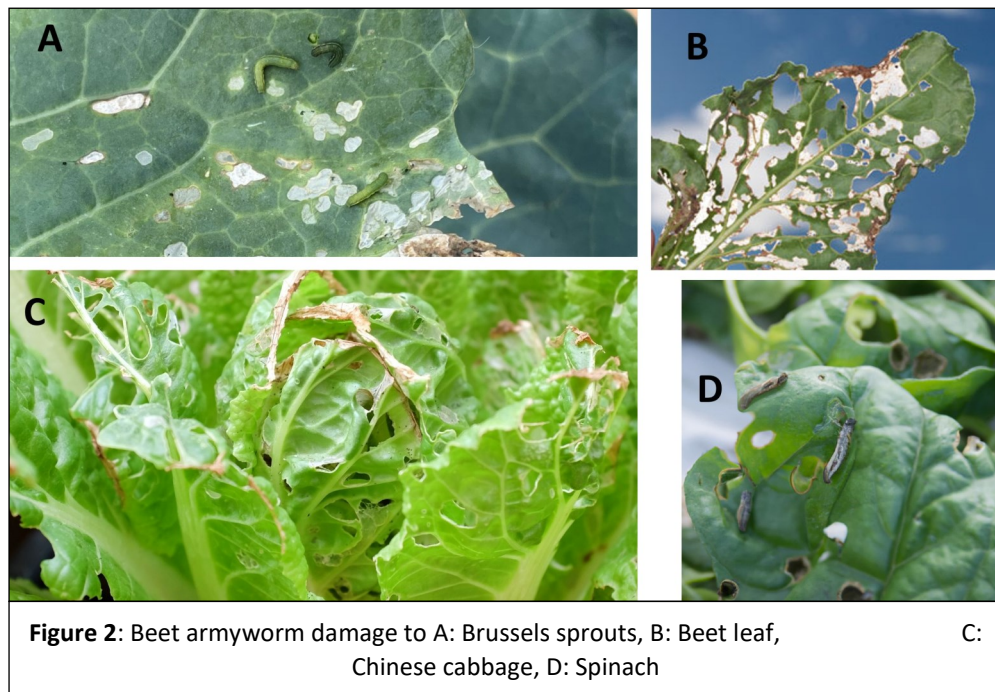 A
B
C
D
Figure 2: Beet armyworm damage to A: Brussels sprouts, B: Beet leaf, C:
Chinese cabbage, D: Spinach